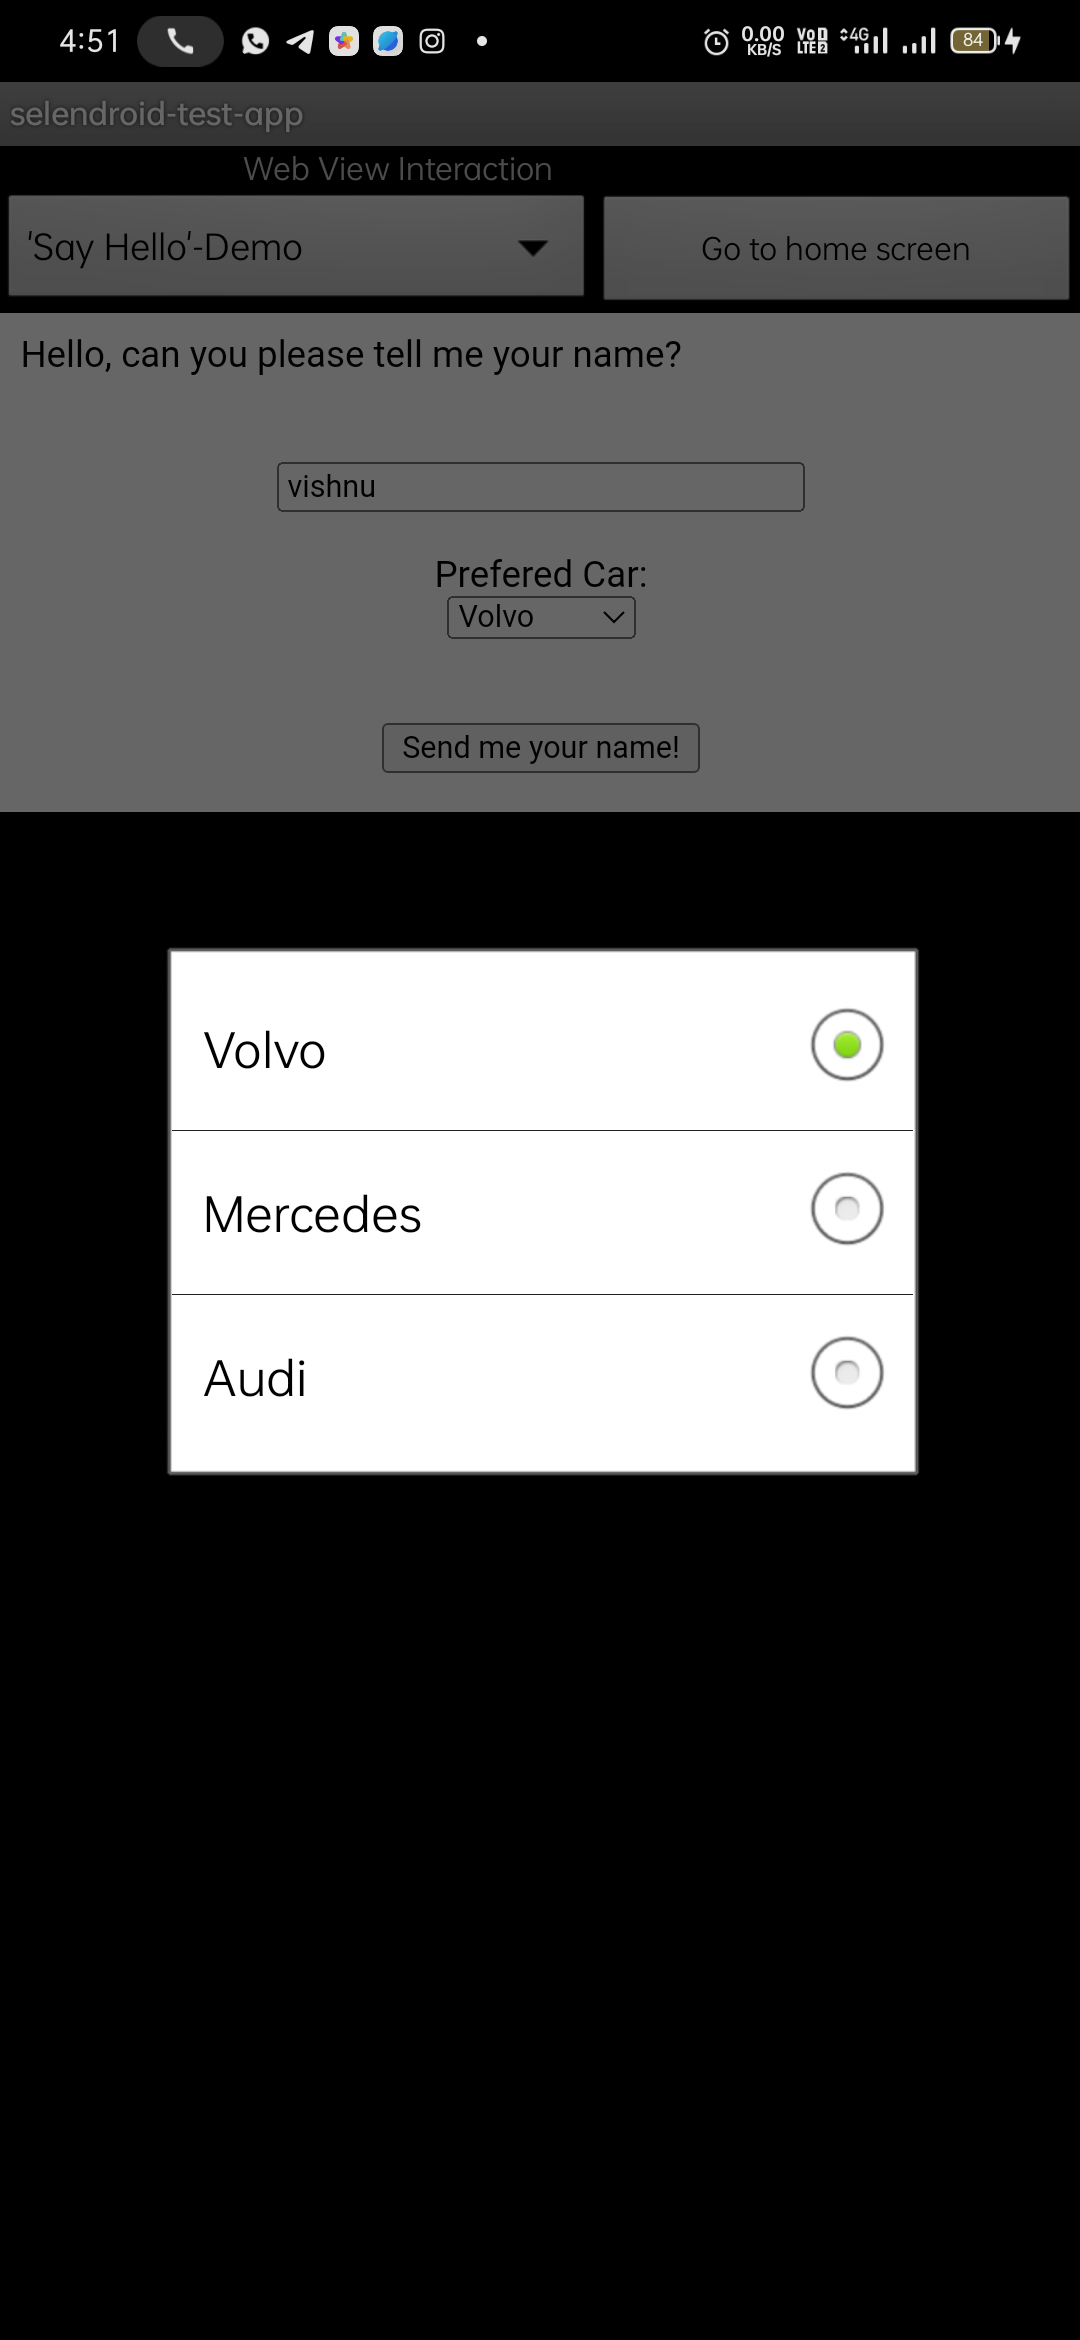 4:51
0.00
KB/S
VoD
LTE2
4G
84
selendroid-test-app
Web View Interaction
'Say Hello'-Demo
Go to home screen
Hello, can you please tell me your name?
vishnu
Prefered Car:
Volvo
Send me your name!
Volvo
Mercedes
Audi